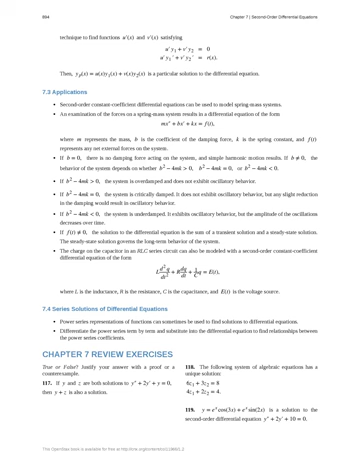 694
Chapter 7 | Second-Order Differential Equations
technique to find functions u'(x) and v'(x) satisfying
u'y₁ + v'y₂ = 0
u'y₁' + v'y₂' = r(x).
Then, yₚ(x) = u(x)y₁(x) + v(x)y₂(x) is a particular solution to the differential equation.
7.3 Applications
• Second-order constant-coefficient differential equations can be used to model spring-mass systems.
• An examination of the forces on a spring-mass system results in a differential equation of the form
mx″ + bx′ + kx = f(t),
where m represents the mass, b is the coefficient of the damping force, k is the spring constant, and f(t)
represents any net external forces on the system.
• If b = 0, there is no damping force acting on the system, and simple harmonic motion results. If b ≠ 0, the
behavior of the system depends on whether b² − 4mk > 0, b² − 4mk = 0, or b² − 4mk < 0.
• If b² − 4mk > 0, the system is overdamped and does not exhibit oscillatory behavior.
• If b² − 4mk = 0, the system is critically damped. It does not exhibit oscillatory behavior, but any slight reduction
in the damping would result in oscillatory behavior.
• If b² − 4mk < 0, the system is underdamped. It exhibits oscillatory behavior, but the amplitude of the oscillations
decreases over time.
• If f(t) ≠ 0, the solution to the differential equation is the sum of a transient solution and a steady-state solution.
The steady-state solution governs the long-term behavior of the system.
• The charge on the capacitor in an RLC series circuit can also be modeled with a second-order constant-coefficient
differential equation of the form
L d²q/dt² + R dq/dt + 1/C q = E(t),
where L is the inductance, R is the resistance, C is the capacitance, and E(t) is the voltage source.
7.4 Series Solutions of Differential Equations
• Power series representations of functions can sometimes be used to find solutions to differential equations.
• Differentiate the power series term by term and substitute into the differential equation to find relationships between
the power series coefficients.
CHAPTER 7 REVIEW EXERCISES
True or False? Justify your answer with a proof or a
counterexample.
117. If y and z are both solutions to y″ + 2y′ + y = 0,
then y + z is also a solution.
118. The following system of algebraic equations has a
unique solution:
6z₁ + 3z₂ = 8
4z₁ + 2z₂ = 4.
119. y = eˣ cos(3x) + eˣ sin(2x) is a solution to the
second-order differential equation y″ + 2y′ + 10 = 0.